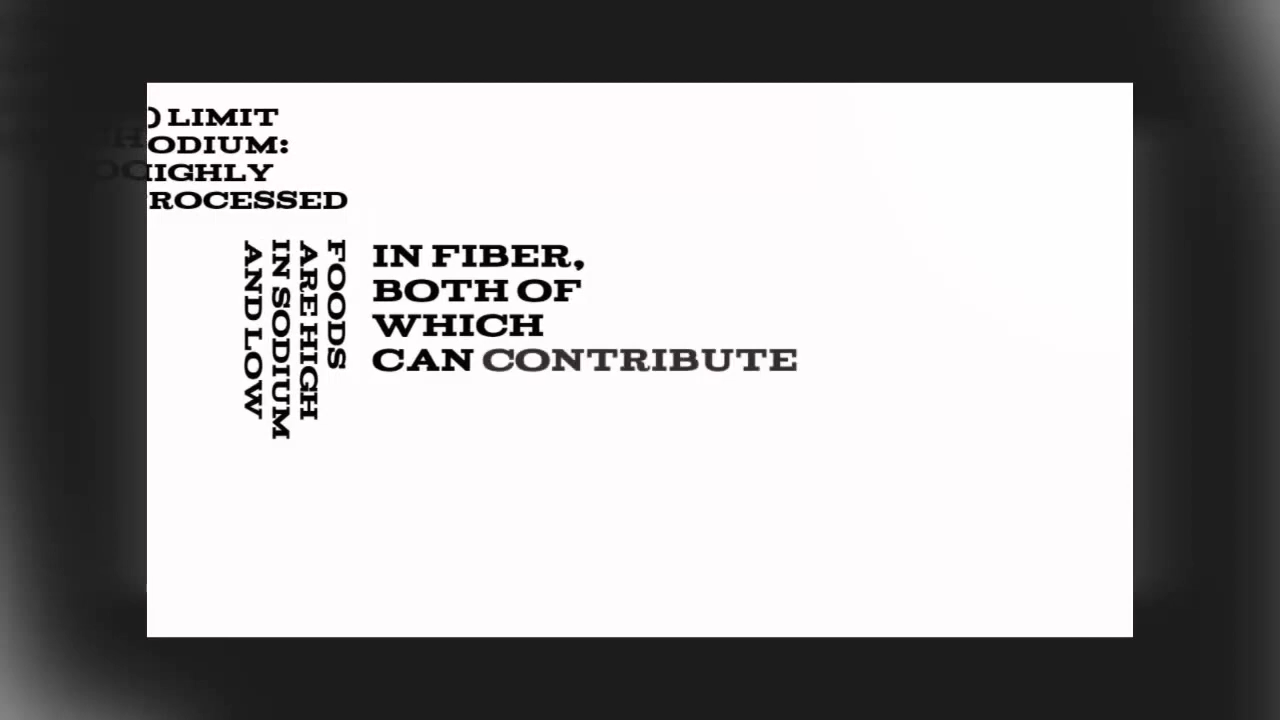 LIMIT
ODIUM:
IGHLY
ROCESSED
FOODS
ARE HIGH
IN SODIUM
AND LOW
IN FIBER,
BOTH OF
WHICH
CAN CONTRIBUTE